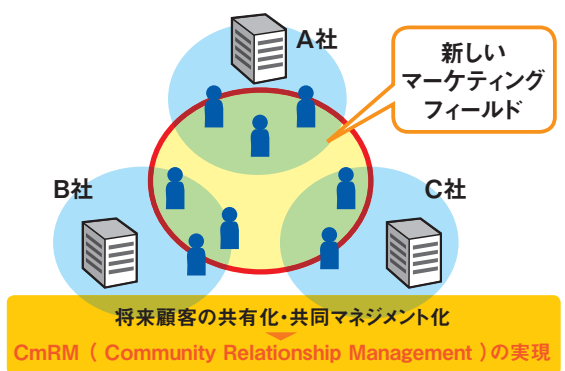 A社
新しい
マーケティング
フィールド
B社
C社
将来顧客の共有化・共同マネジメント化
CmRM ( Community Relationship Management )の実現